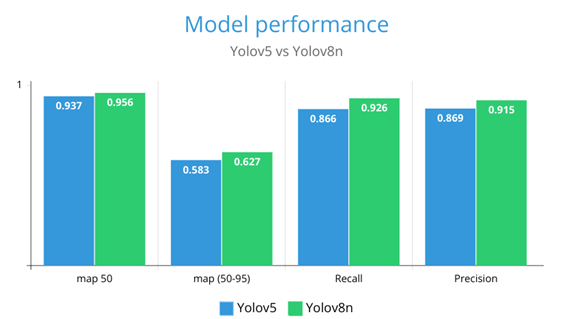 Model performance
Yolov5 vs Yolov8n
1
0.937 0.956 0.583 0.627 0.866 0.926 0.869 0.915
map 50 map (50-95) Recall Precision
Yolov5 Yolov8n